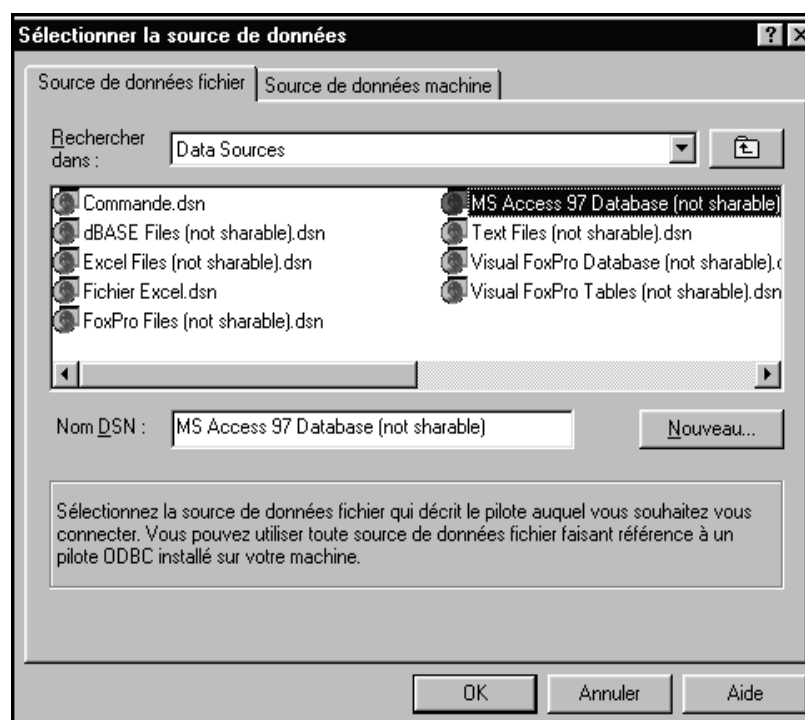 Sélectionner la source de données
Source de données fichier
Source de données machine
Rechercher
dans :
Data Sources
Commande.dsn
dBASE Files (not sharable).dsn
Excel Files (not sharable).dsn
Fichier Excel.dsn
FoxPro Files (not sharable).dsn
MS Access 97 Database (not sharable)
Text Files (not sharable).dsn
Visual FoxPro Database (not sharable).
Visual FoxPro Tables (not sharable).dsn
Nom DSN :
MS Access 97 Database (not sharable)
Nouveau...
Sélectionnez la source de données fichier qui décrit le pilote auquel vous souhaitez vous
connecter. Vous pouvez utiliser toute source de données fichier faisant référence à un
pilote ODBC installé sur votre machine.
OK
Annuler
Aide